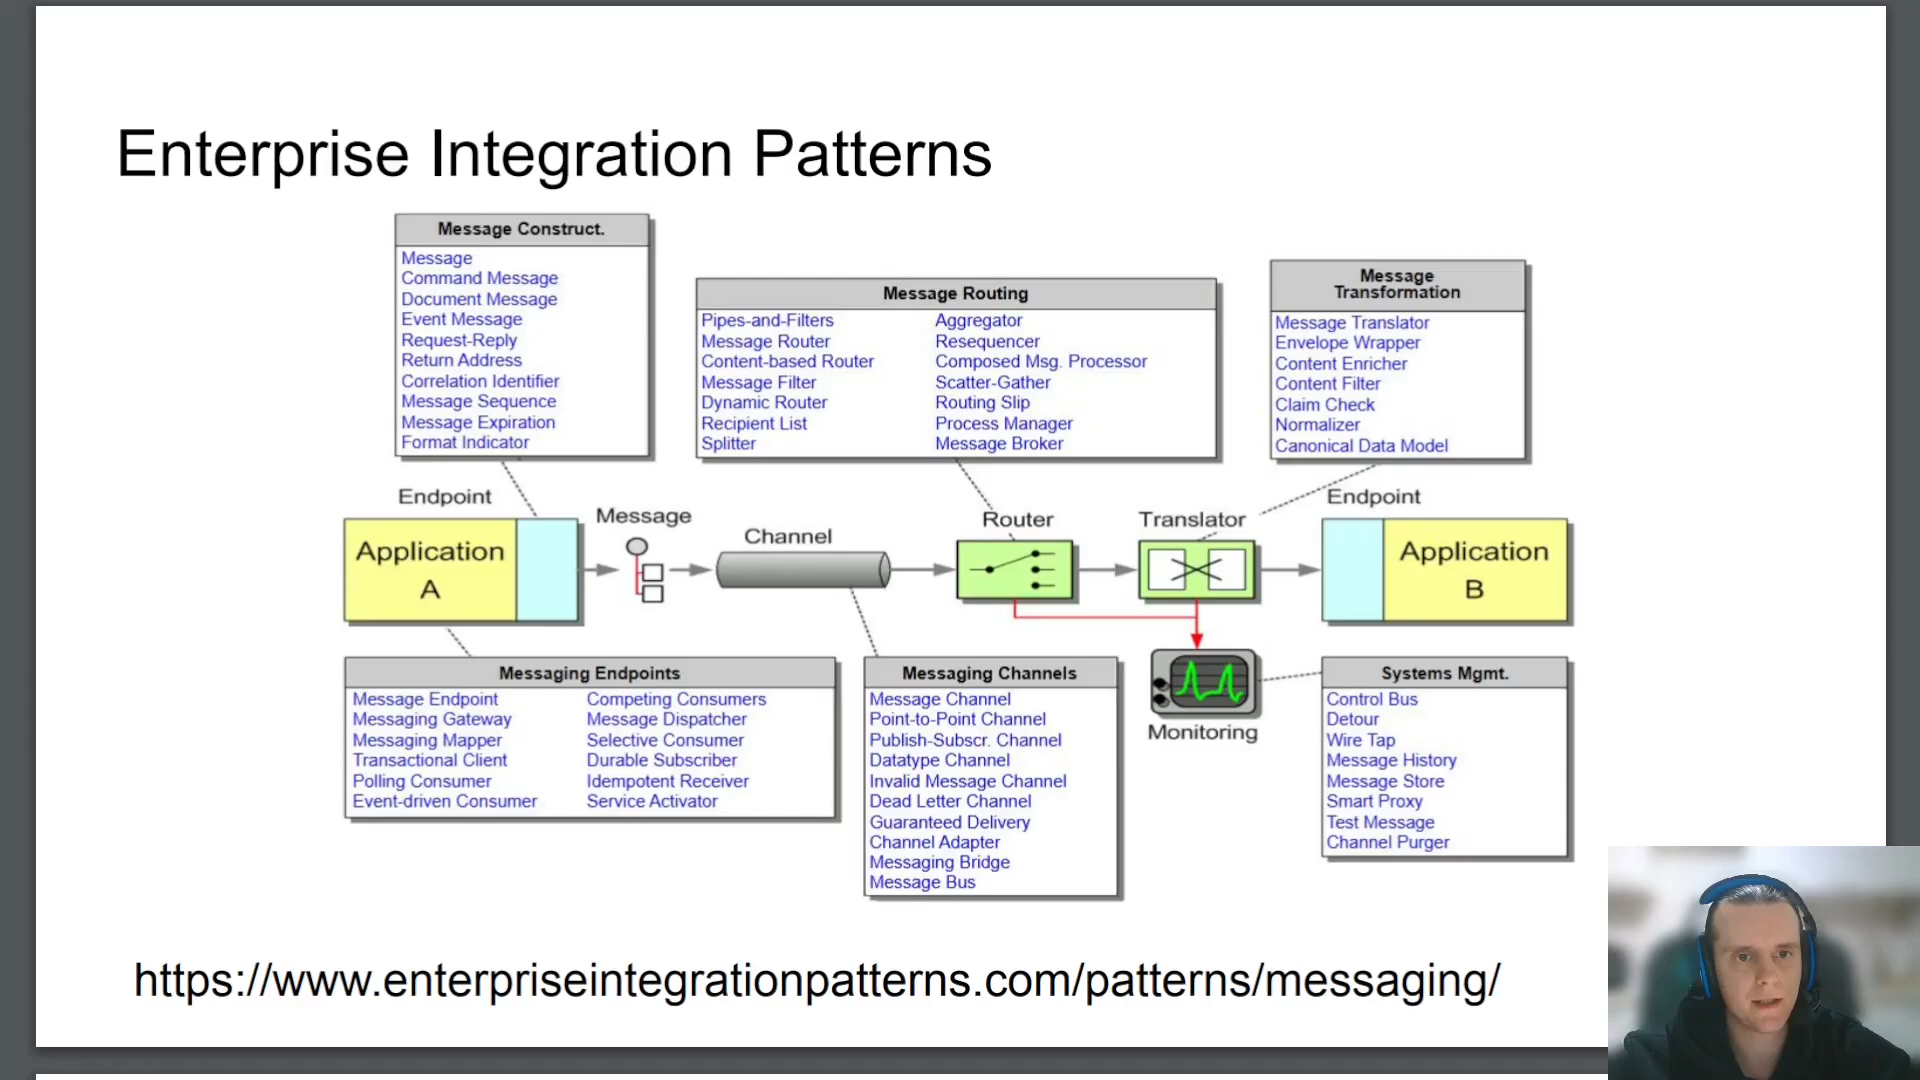 Enterprise Integration Patterns
Message Construct.
Message
Command Message
Document Message
Event Message
Request-Reply
Return Address
Correlation Identifier
Message Sequence
Message Expiration
Format Indicator
Message Routing
Pipes-and-Filters
Message Router
Content-based Router
Message Filter
Dynamic Router
Recipient List
Splitter
Aggregator
Resequencer
Composed Msg. Processor
Scatter-Gather
Routing Slip
Process Manager
Message Broker
Message
Transformation
Message Translator
Envelope Wrapper
Content Enricher
Content Filter
Claim Check
Normalizer
Canonical Data Model
Endpoint
Application
A
Message
Channel
Router
Translator
Endpoint
Application
B
Messaging Endpoints
Message Endpoint
Messaging Gateway
Messaging Mapper
Transactional Client
Polling Consumer
Event-driven Consumer
Competing Consumers
Message Dispatcher
Selective Consumer
Durable Subscriber
Idempotent Receiver
Service Activator
Messaging Channels
Message Channel
Point-to-Point Channel
Publish-Subscr. Channel
Datatype Channel
Invalid Message Channel
Dead Letter Channel
Guaranteed Delivery
Channel Adapter
Messaging Bridge
Message Bus
Monitoring
Systems Mgmt.
Control Bus
Detour
Wire Tap
Message History
Message Store
Smart Proxy
Test Message
Channel Purger
https://www.enterpriseintegrationpatterns.com/patterns/messaging/